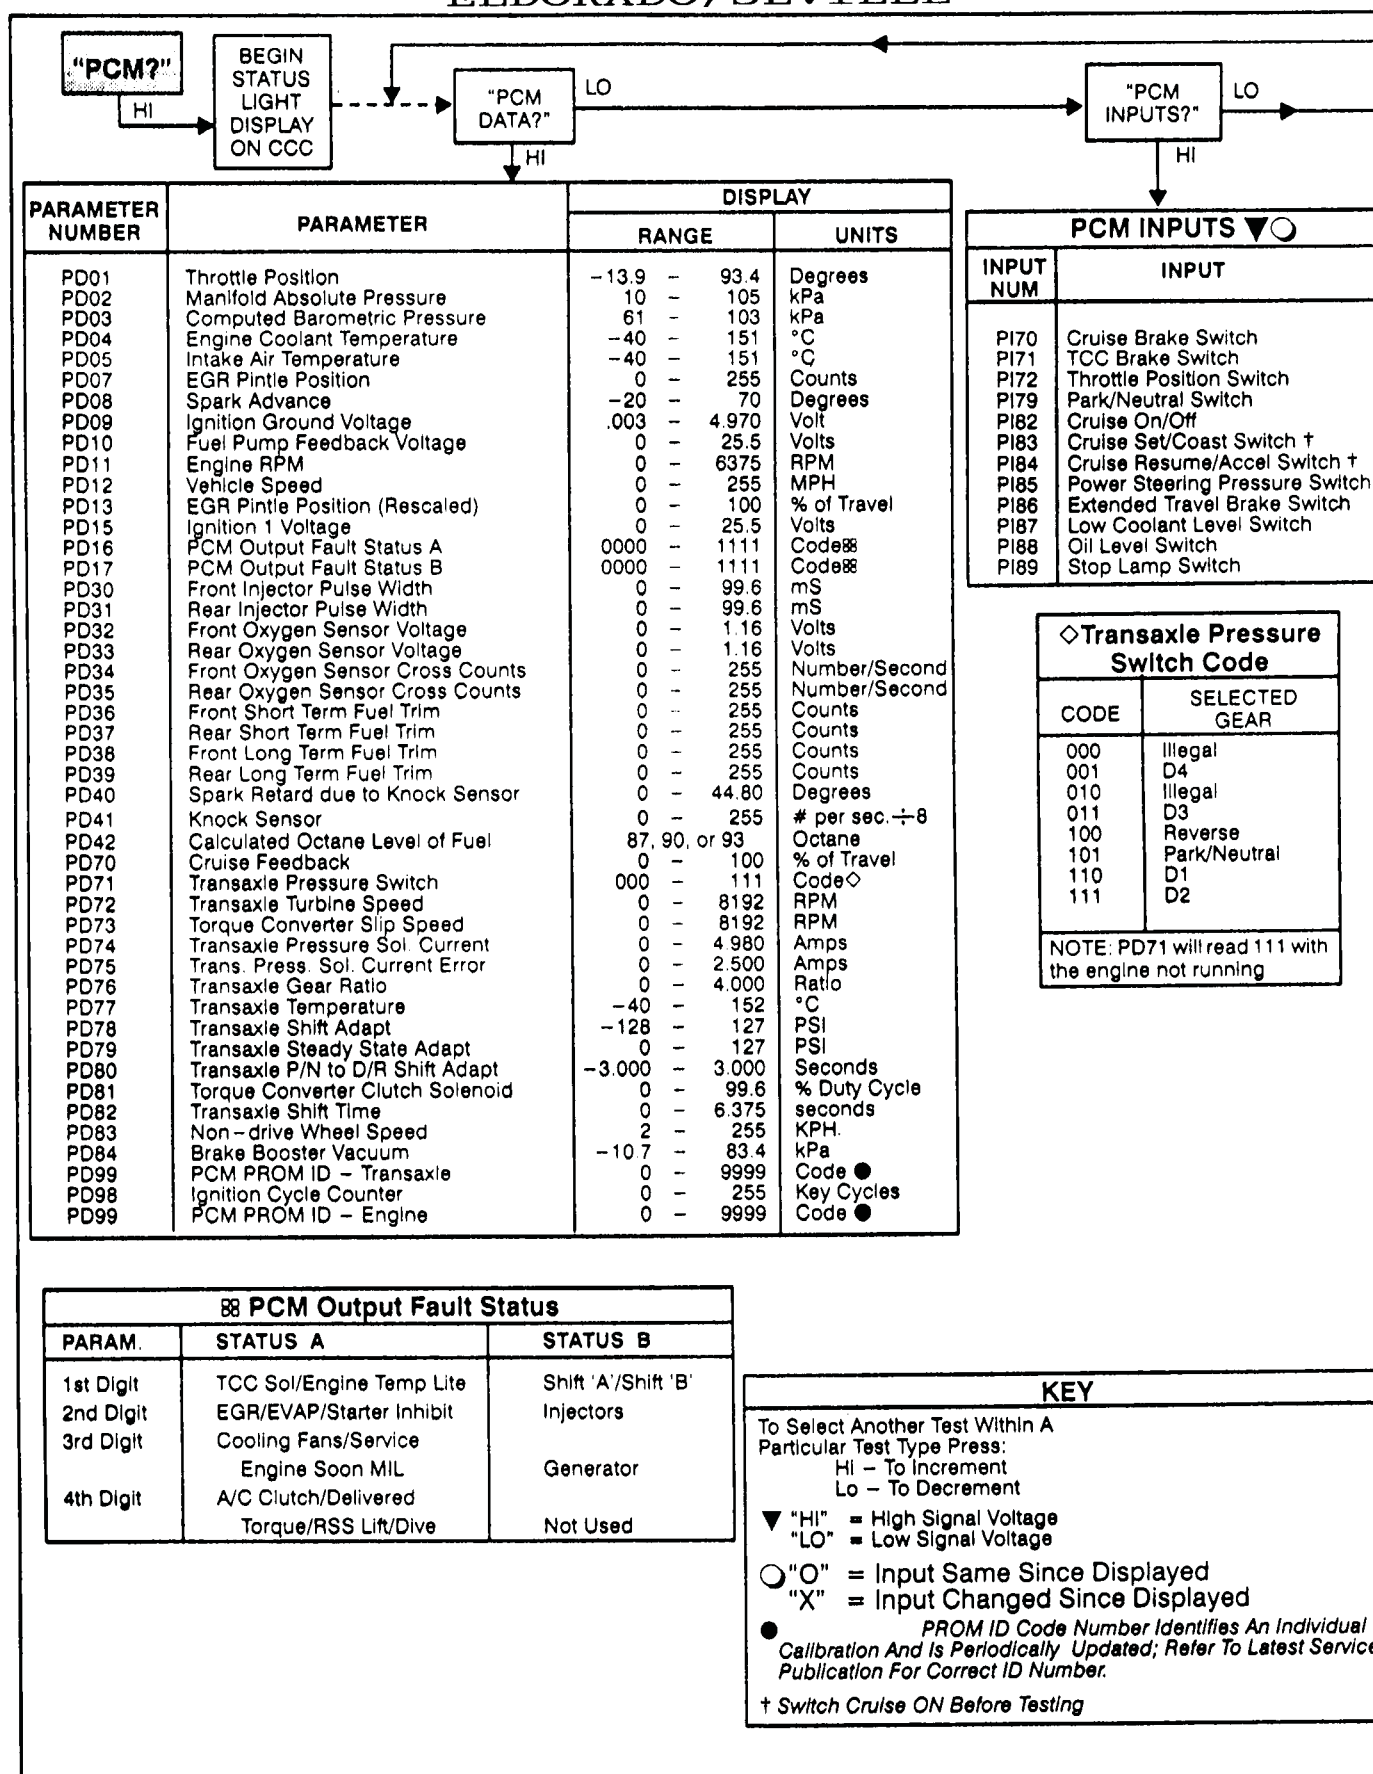 ELDORADO/SEVILLE
"PCM?"
HI
BEGIN
STATUS
LIGHT
DISPLAY
ON CCC
"PCM
DATA?"
LO
HI
"PCM
INPUTS?"
LO
HI
PARAMETER NUMBER PARAMETER DISPLAY
RANGE UNITS
PD01 Throttle Position −13.9 – 93.4 Degrees
PD02 Manifold Absolute Pressure 10 – 105 kPa
PD03 Computed Barometric Pressure 61 – 103 kPa
PD04 Engine Coolant Temperature −40 – 151 °C
PD05 Intake Air Temperature −40 – 151 °C
PD07 EGR Pintle Position 0 – 255 Counts
PD08 Spark Advance −20 – 70 Degrees
PD09 Ignition Ground Voltage .003 – 4.970 Volt
PD10 Fuel Pump Feedback Voltage 0 – 25.5 Volts
PD11 Engine RPM 0 – 6375 RPM
PD12 Vehicle Speed 0 – 255 MPH
PD13 EGR Pintle Position (Rescaled) 0 – 100 % of Travel
PD15 Ignition 1 Voltage 0 – 25.5 Volts
PD16 PCM Output Fault Status A 0000 – 1111 Code⌘
PD17 PCM Output Fault Status B 0000 – 1111 Code⌘
PD30 Front Injector Pulse Width 0 – 99.6 mS
PD31 Rear Injector Pulse Width 0 – 99.6 mS
PD32 Front Oxygen Sensor Voltage 0 – 1.16 Volts
PD33 Rear Oxygen Sensor Voltage 0 – 1.16 Volts
PD34 Front Oxygen Sensor Cross Counts 0 – 255 Number/Second
PD35 Rear Oxygen Sensor Cross Counts 0 – 255 Number/Second
PD36 Front Short Term Fuel Trim 0 – 255 Counts
PD37 Rear Short Term Fuel Trim 0 – 255 Counts
PD38 Front Long Term Fuel Trim 0 – 255 Counts
PD39 Rear Long Term Fuel Trim 0 – 255 Counts
PD40 Spark Retard due to Knock Sensor 0 – 44.80 Degrees
PD41 Knock Sensor 0 – 255 # per sec.÷8
PD42 Calculated Octane Level of Fuel 87, 90, or 93 Octane
PD70 Cruise Feedback 0 – 100 % of Travel
PD71 Transaxle Pressure Switch 000 – 111 Code◇
PD72 Transaxle Turbine Speed 0 – 8192 RPM
PD73 Torque Converter Slip Speed 0 – 8192 RPM
PD74 Transaxle Pressure Sol. Current 0 – 4.980 Amps
PD75 Trans. Press. Sol. Current Error 0 – 2.500 Amps
PD76 Transaxle Gear Ratio 0 – 4.000 Ratio
PD77 Transaxle Temperature −40 – 152 °C
PD78 Transaxle Shift Adapt −128 – 127 PSI
PD79 Transaxle Steady State Adapt 0 – 127 PSI
PD80 Transaxle P/N to D/R Shift Adapt −3.000 – 3.000 Seconds
PD81 Torque Converter Clutch Solenoid 0 – 99.6 % Duty Cycle
PD82 Transaxle Shift Time 0 – 6.375 seconds
PD83 Non–drive Wheel Speed 2 – 255 KPH.
PD84 Brake Booster Vacuum −10.7 – 83.4 kPa
PD99 PCM PROM ID – Transaxle 0 – 9999 Code ●
PD98 Ignition Cycle Counter 0 – 255 Key Cycles
PD99 PCM PROM ID – Engine 0 – 9999 Code ●
PCM INPUTS ▼○
INPUT NUM INPUT
PI70 Cruise Brake Switch
PI71 TCC Brake Switch
PI72 Throttle Position Switch
PI79 Park/Neutral Switch
PI82 Cruise On/Off
PI83 Cruise Set/Coast Switch †
PI84 Cruise Resume/Accel Switch †
PI85 Power Steering Pressure Switch
PI86 Extended Travel Brake Switch
PI87 Low Coolant Level Switch
PI88 Oil Level Switch
PI89 Stop Lamp Switch
◇Transaxle Pressure
Switch Code
CODE SELECTED GEAR
000 Illegal
001 D4
010 Illegal
011 D3
100 Reverse
101 Park/Neutral
110 D1
111 D2
NOTE: PD71 will read 111 with
the engine not running
⌘ PCM Output Fault Status
PARAM. STATUS A STATUS B
1st Digit TCC Sol/Engine Temp Lite Shift 'A'/Shift 'B'
2nd Digit EGR/EVAP/Starter Inhibit Injectors
3rd Digit Cooling Fans/Service
Engine Soon MIL Generator
4th Digit A/C Clutch/Delivered
Torque/RSS Lift/Dive Not Used
KEY
To Select Another Test Within A
Particular Test Type Press:
Hi – To Increment
Lo – To Decrement
▼ "HI" = High Signal Voltage
"LO" = Low Signal Voltage
○"O" = Input Same Since Displayed
"X" = Input Changed Since Displayed
● PROM ID Code Number Identifies An Individual
Calibration And Is Periodically Updated; Refer To Latest Service
Publication For Correct ID Number.
† Switch Cruise ON Before Testing